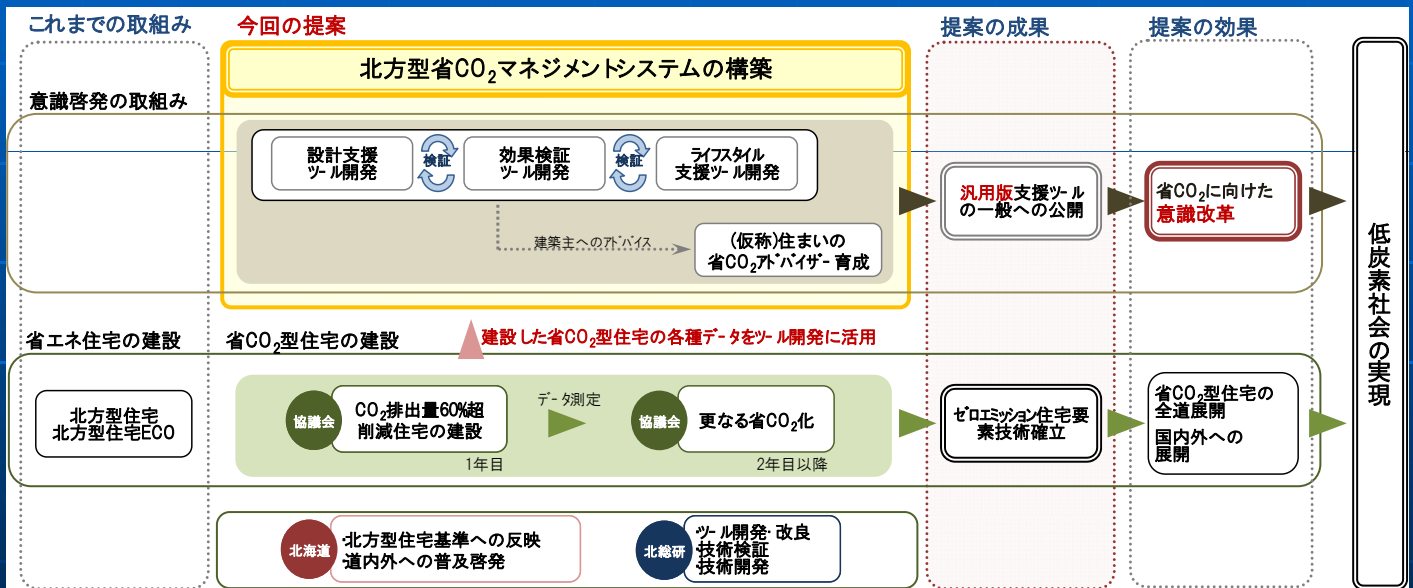 これまでの取組み
今回の提案
提案の成果
提案の効果
北方型省CO2マネジメントシステムの構築
意識啓発の取組み
設計支援
ツール開発
検証
効果検証
ツール開発
検証
ライフスタイル
支援ツール開発
建築主へのアドバイス
(仮称)住まいの
省CO2アドバイザー育成
汎用版支援ツール
の一般への公開
省CO2に向けた
意識改革
低炭素社会の実現
省エネ住宅の建設
省CO2型住宅の建設
建設した省CO2型住宅の各種データをツール開発に活用
北方型住宅
北方型住宅ECO
協議会
CO2排出量60%超
削減住宅の建設
1年目
データ測定
協議会
更なる省CO2化
2年目以降
ゼロエミッション住宅要
素技術確立
省CO2型住宅の
全道展開
国内外への
展開
北海道
・北方型住宅基準への反映
・道内外への普及啓発
北総研
・ツール開発・改良
・技術検証
・技術開発